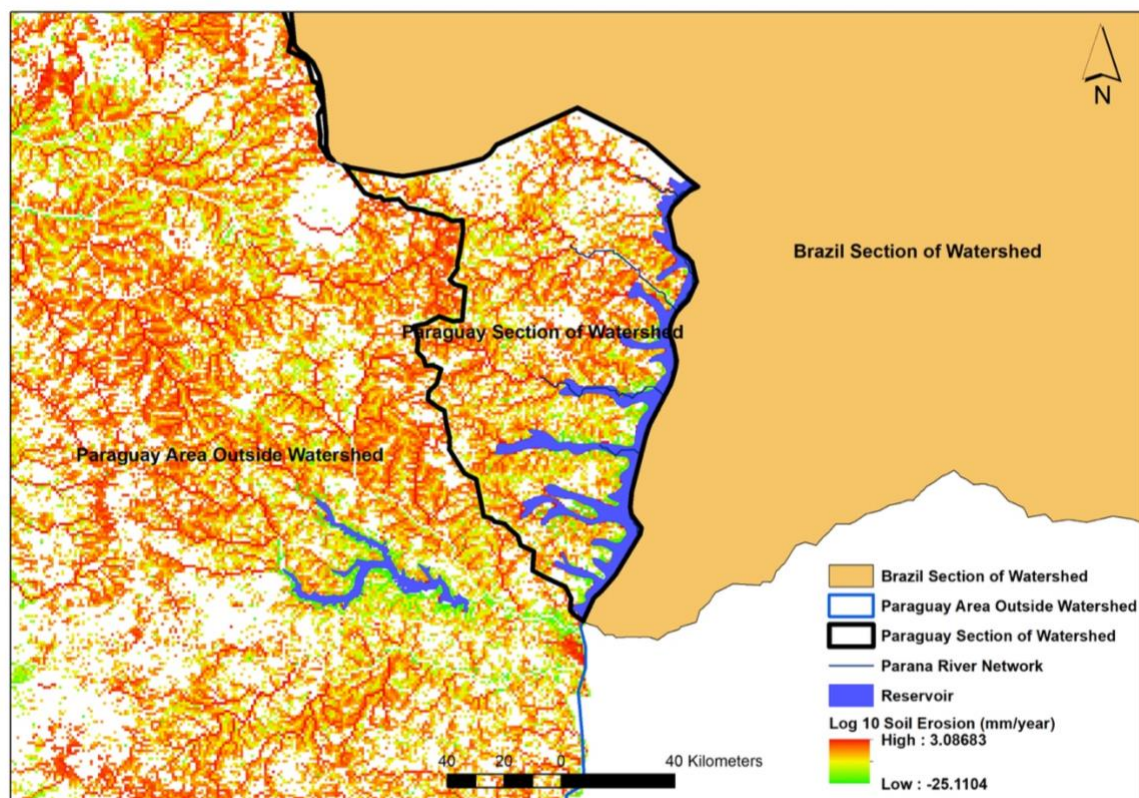 N
Brazil Section of Watershed
Paraguay Section of Watershed
Paraguay Area Outside Watershed
Brazil Section of Watershed
Paraguay Area Outside Watershed
Paraguay Section of Watershed
Parana River Network
Reservoir
Log 10 Soil Erosion (mm/year)
High : 3.08683
Low : -25.1104
40 20 0 40 Kilometers